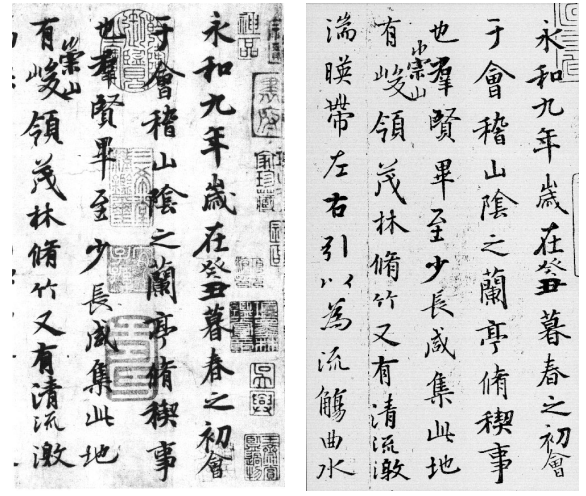 神品
永和九年歲在癸丑暮春之初會
于會稽山陰之蘭亭脩稧事
也羣賢畢至少長咸集此地
有崇山峻領茂林脩竹又有清流激
永和九年歲在癸丑暮春之初會
于會稽山陰之蘭亭脩稧事
也羣賢畢至少長咸集此地
有崇山峻領茂林脩竹又有清流激
湍暎帶左右引以為流觴曲水